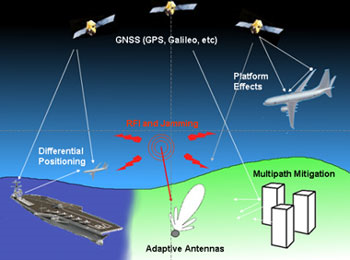 GNSS (GPS, Galileo, etc)
Platform
Effects
RFI and Jamming
Differential
Positioning
Multipath Mitigation
Adaptive Antennas